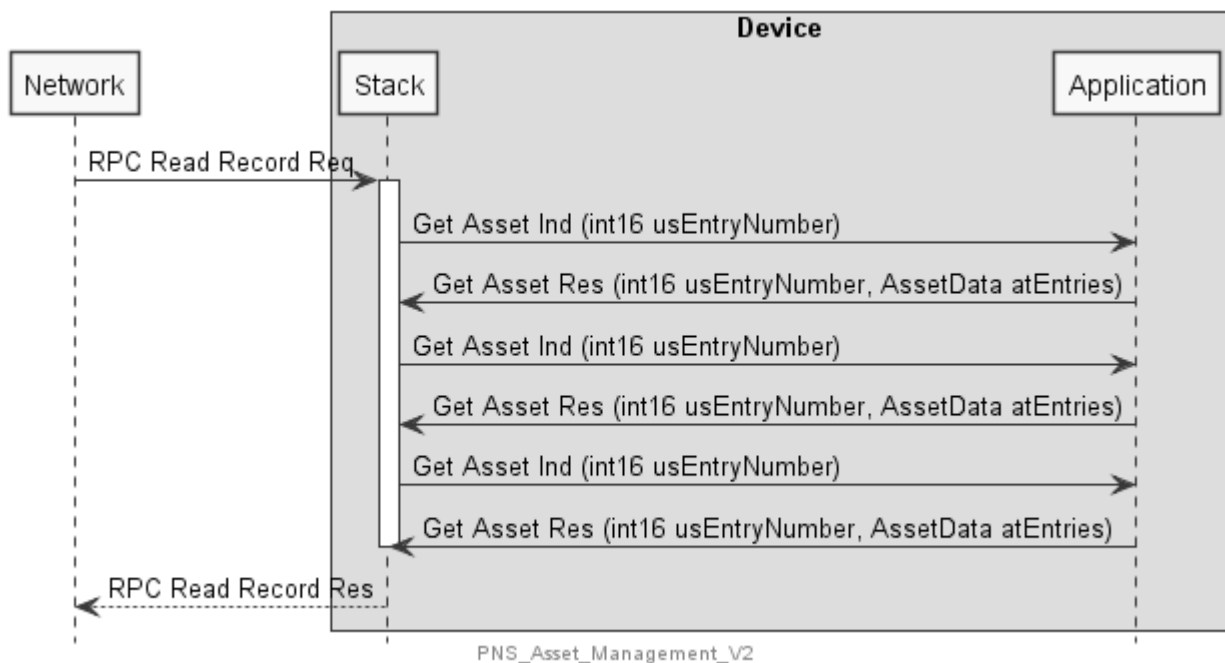 Device
Network
Stack
Application
RPC Read Record Req
Get Asset Ind (int16 usEntryNumber)
Get Asset Res (int16 usEntryNumber, AssetData atEntries)
Get Asset Ind (int16 usEntryNumber)
Get Asset Res (int16 usEntryNumber, AssetData atEntries)
Get Asset Ind (int16 usEntryNumber)
Get Asset Res (int16 usEntryNumber, AssetData atEntries)
RPC Read Record Res
PNS_Asset_Management_V2